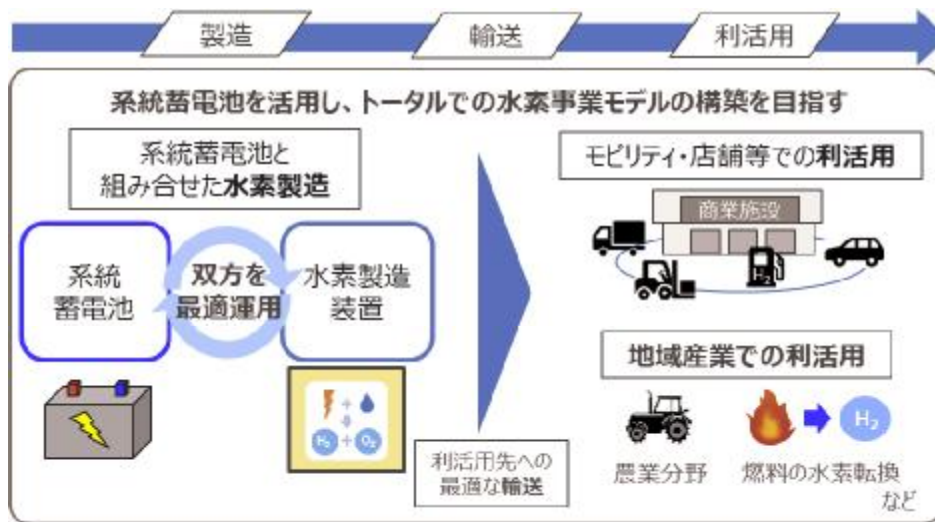 製造
輸送
利活用
系統蓄電池を活用し、トータルでの水素事業モデルの構築を目指す
系統蓄電池と
組み合せた水素製造
系統
蓄電池
双方を
最適運用
水素製造
装置
H₂ + O₂
利活用先への
最適な輸送
モビリティ・店舗等での利活用
商業施設
H₂
地域産業での利活用
農業分野
H₂
燃料の水素転換
など